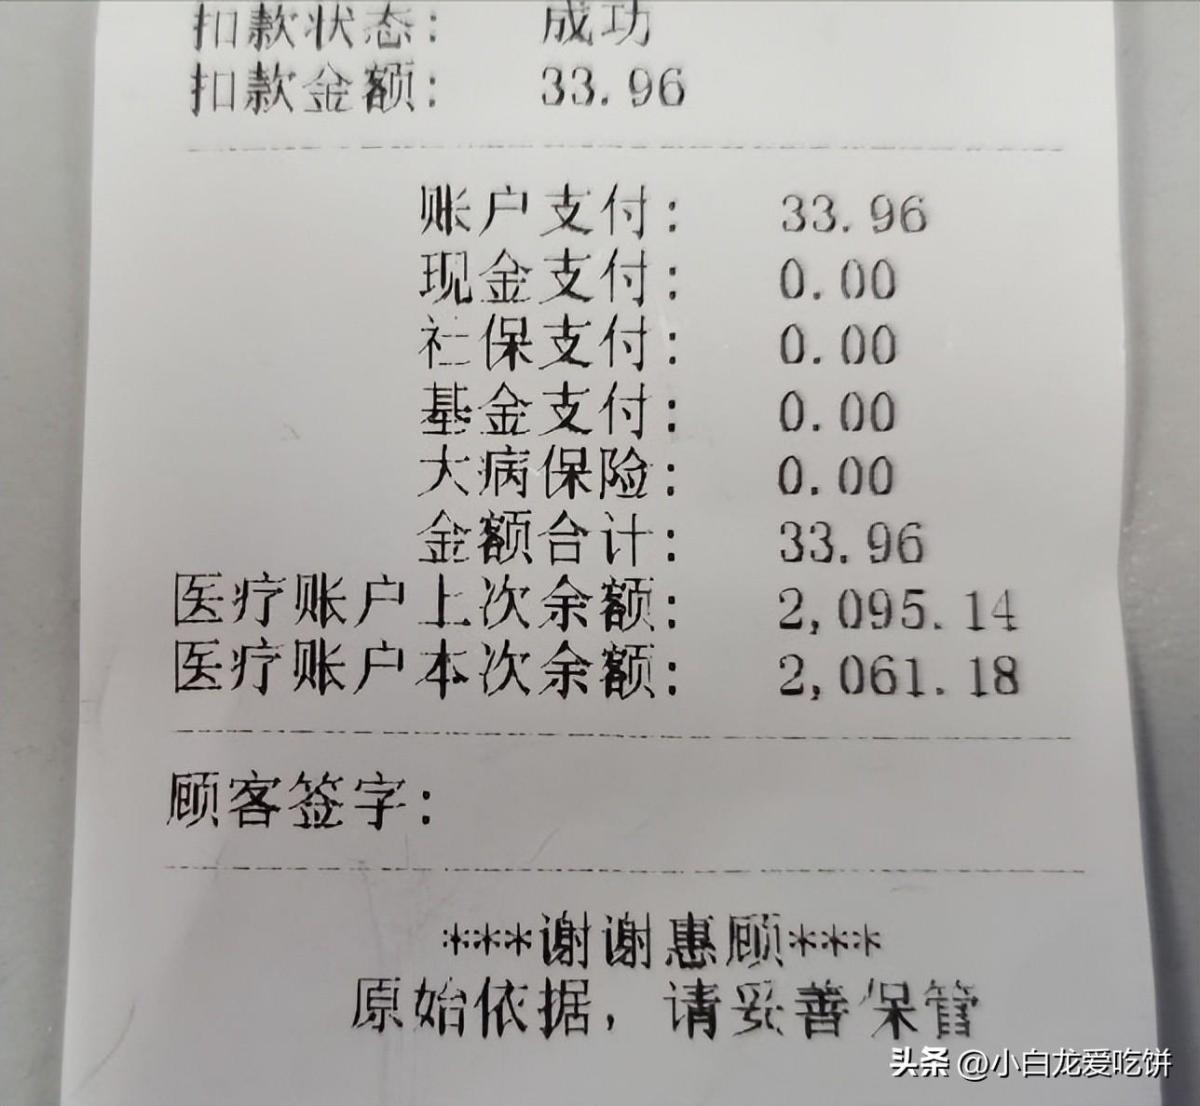 扣款状态： 成功
扣款金额： 33.96
账户支付： 33.96
现金支付： 0.00
社保支付： 0.00
基金支付： 0.00
大病保险： 0.00
金额合计： 33.96
医疗账户上次余额： 2,095.14
医疗账户本次余额： 2,061.18
顾客签字：
***谢谢惠顾***
原始依据，请妥善保管
头条 @小白龙爱吃饼